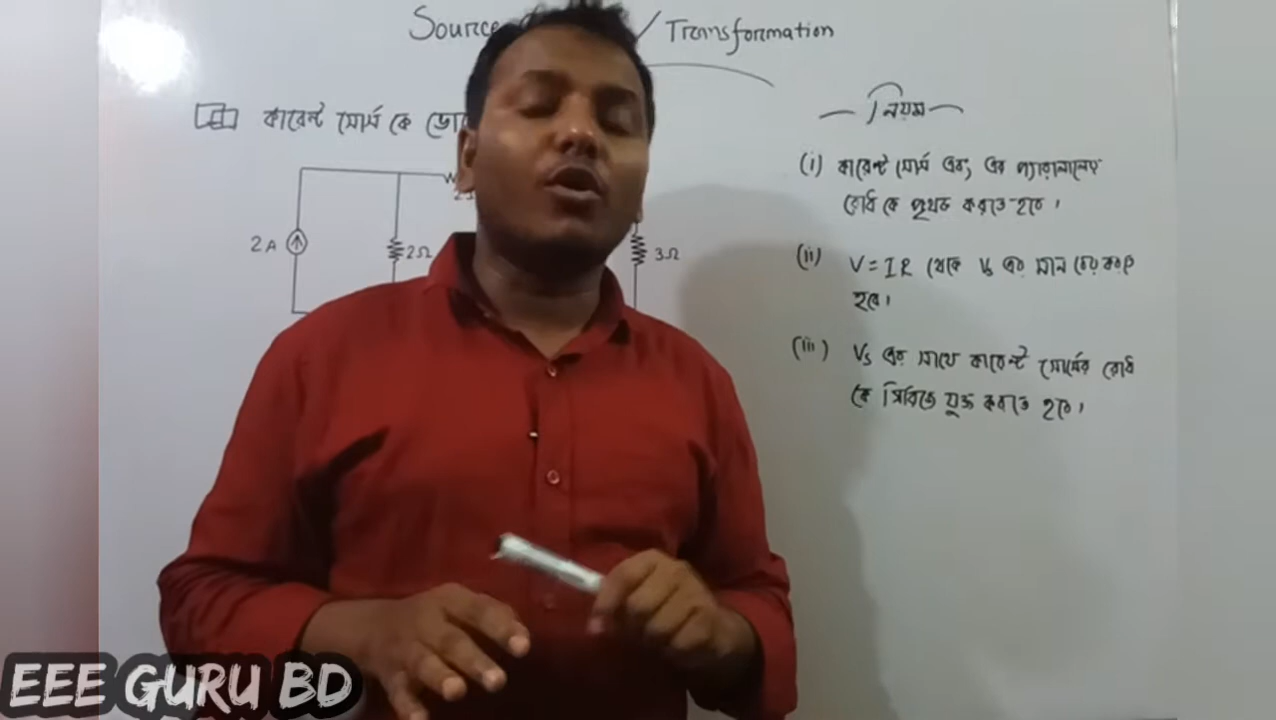 Source / Transformation
কারেন্ট সোর্স কে
নিয়ম
(i) কারেন্ট সোর্স এবং এর প্যারালালের
রোধ কে পৃথক করতে হবে।
(ii) V = IR থেকে Vs এর মান বের করতে
হবে।
(iii) Vs এর সাথে কারেন্ট সোর্সের রোধ
কে সিরিজে যুক্ত করতে হবে।
2A
2Ω
3Ω
EEE GURU BD